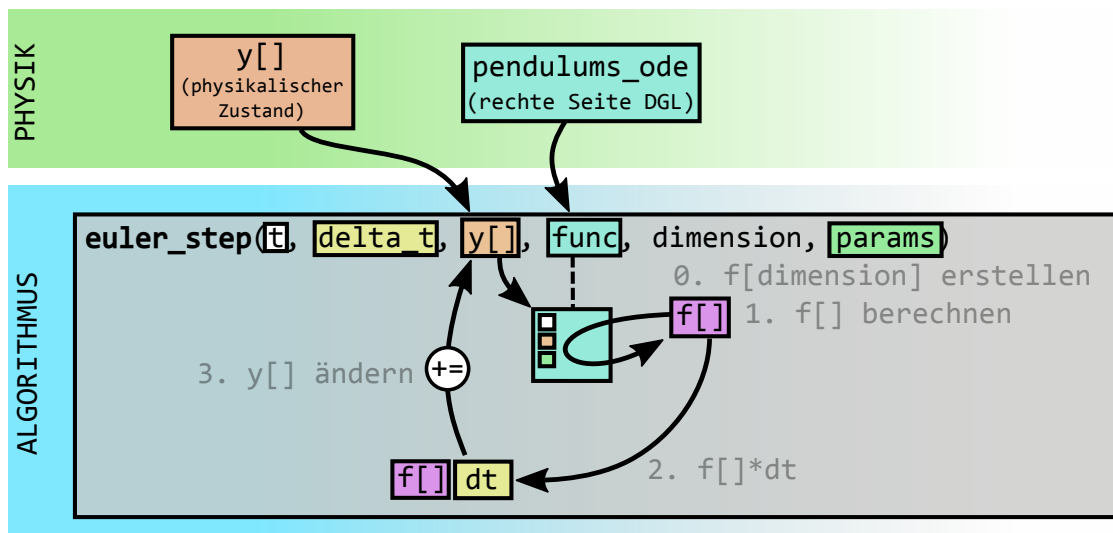 PHYSIK
y[]
(physikalischer
Zustand)
pendulums_ode
(rechte Seite DGL)
ALGORITHMUS
euler_step(t, delta_t, y[], func, dimension, params)
0. f[dimension] erstellen
f[] 1. f[] berechnen
3. y[] ändern +=
2. f[]*dt
f[] dt